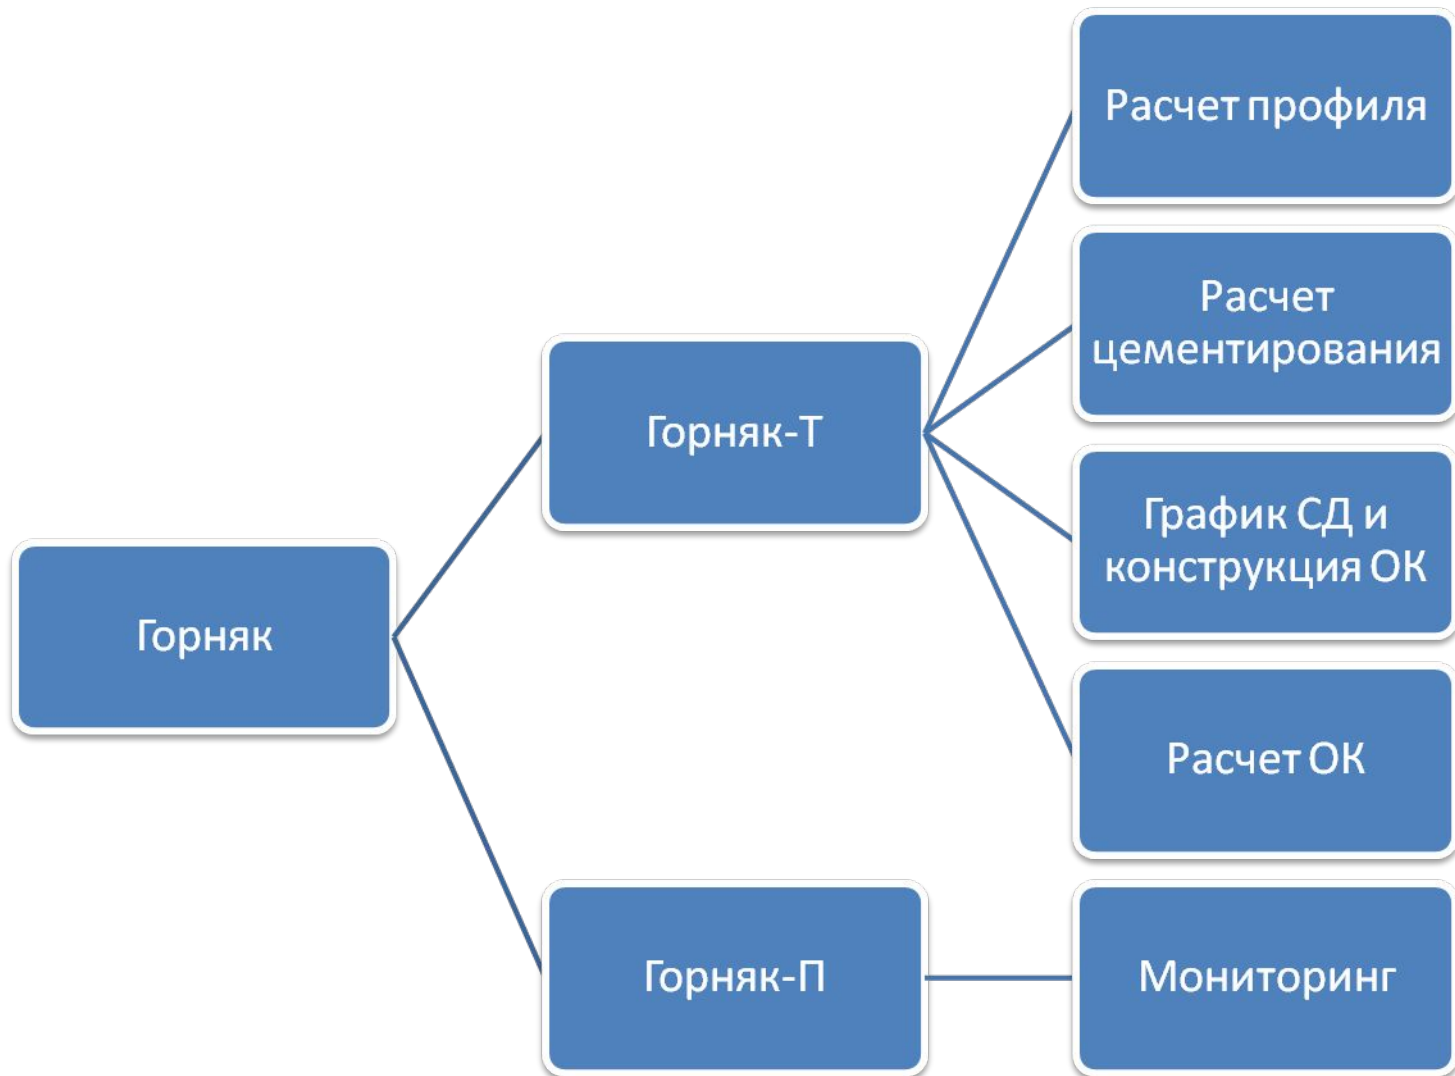 Расчет профиля
Расчет
цементирования
Горняк-Т
График СД и
конструкция ОК
Горняк
Расчет ОК
Горняк-П
Мониторинг